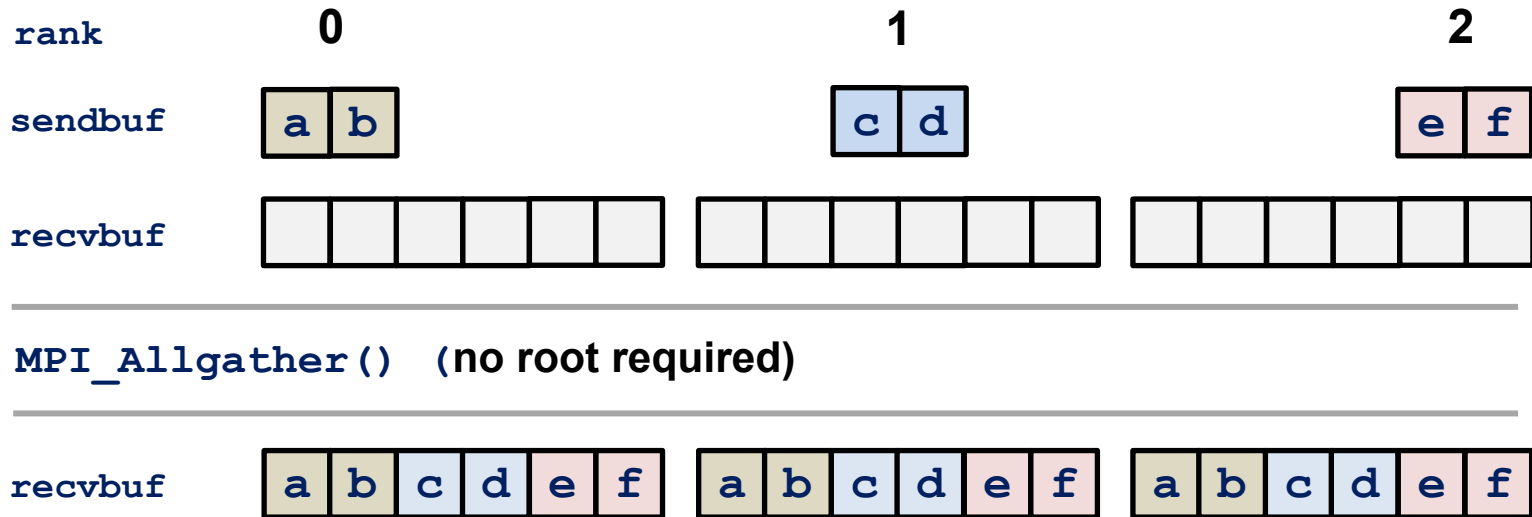 rank 0 1 2
sendbuf a b c d e f
recvbuf
MPI_Allgather() (no root required)
recvbuf a b c d e f a b c d e f a b c d e f